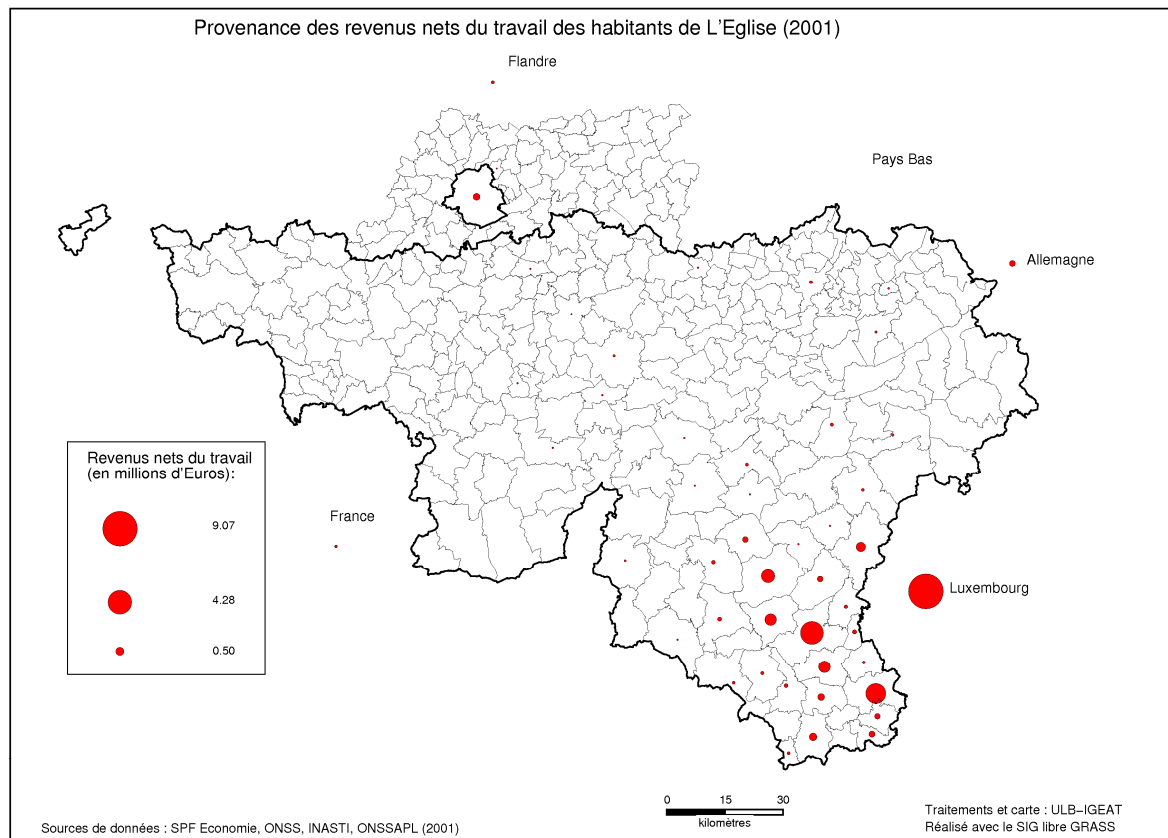 Provenance des revenus nets du travail des habitants de L'Eglise (2001)
Flandre
Pays Bas
Allemagne
Revenus nets du travail
(en millions d'Euros):
9.07
4.28
0.50
France
Luxembourg
0 15 30
kilomètres
Sources de données : SPF Economie, ONSS, INASTI, ONSSAPL (2001)
Traitements et carte : ULB-IGEAT
Réalisé avec le SIG libre GRASS